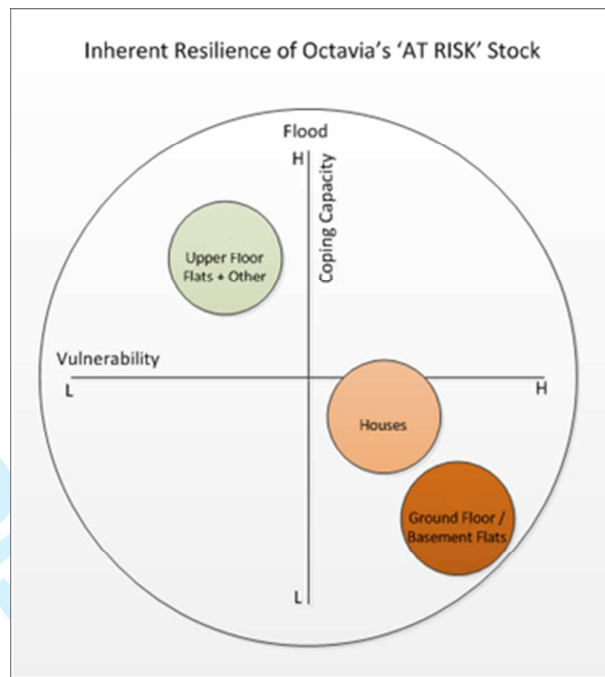 Inherent Resilience of Octavia's 'AT RISK' Stock
Flood
H
Coping Capacity
Upper Floor
Flats + Other
Vulnerability
L
H
Houses
Ground Floor /
Basement Flats
L